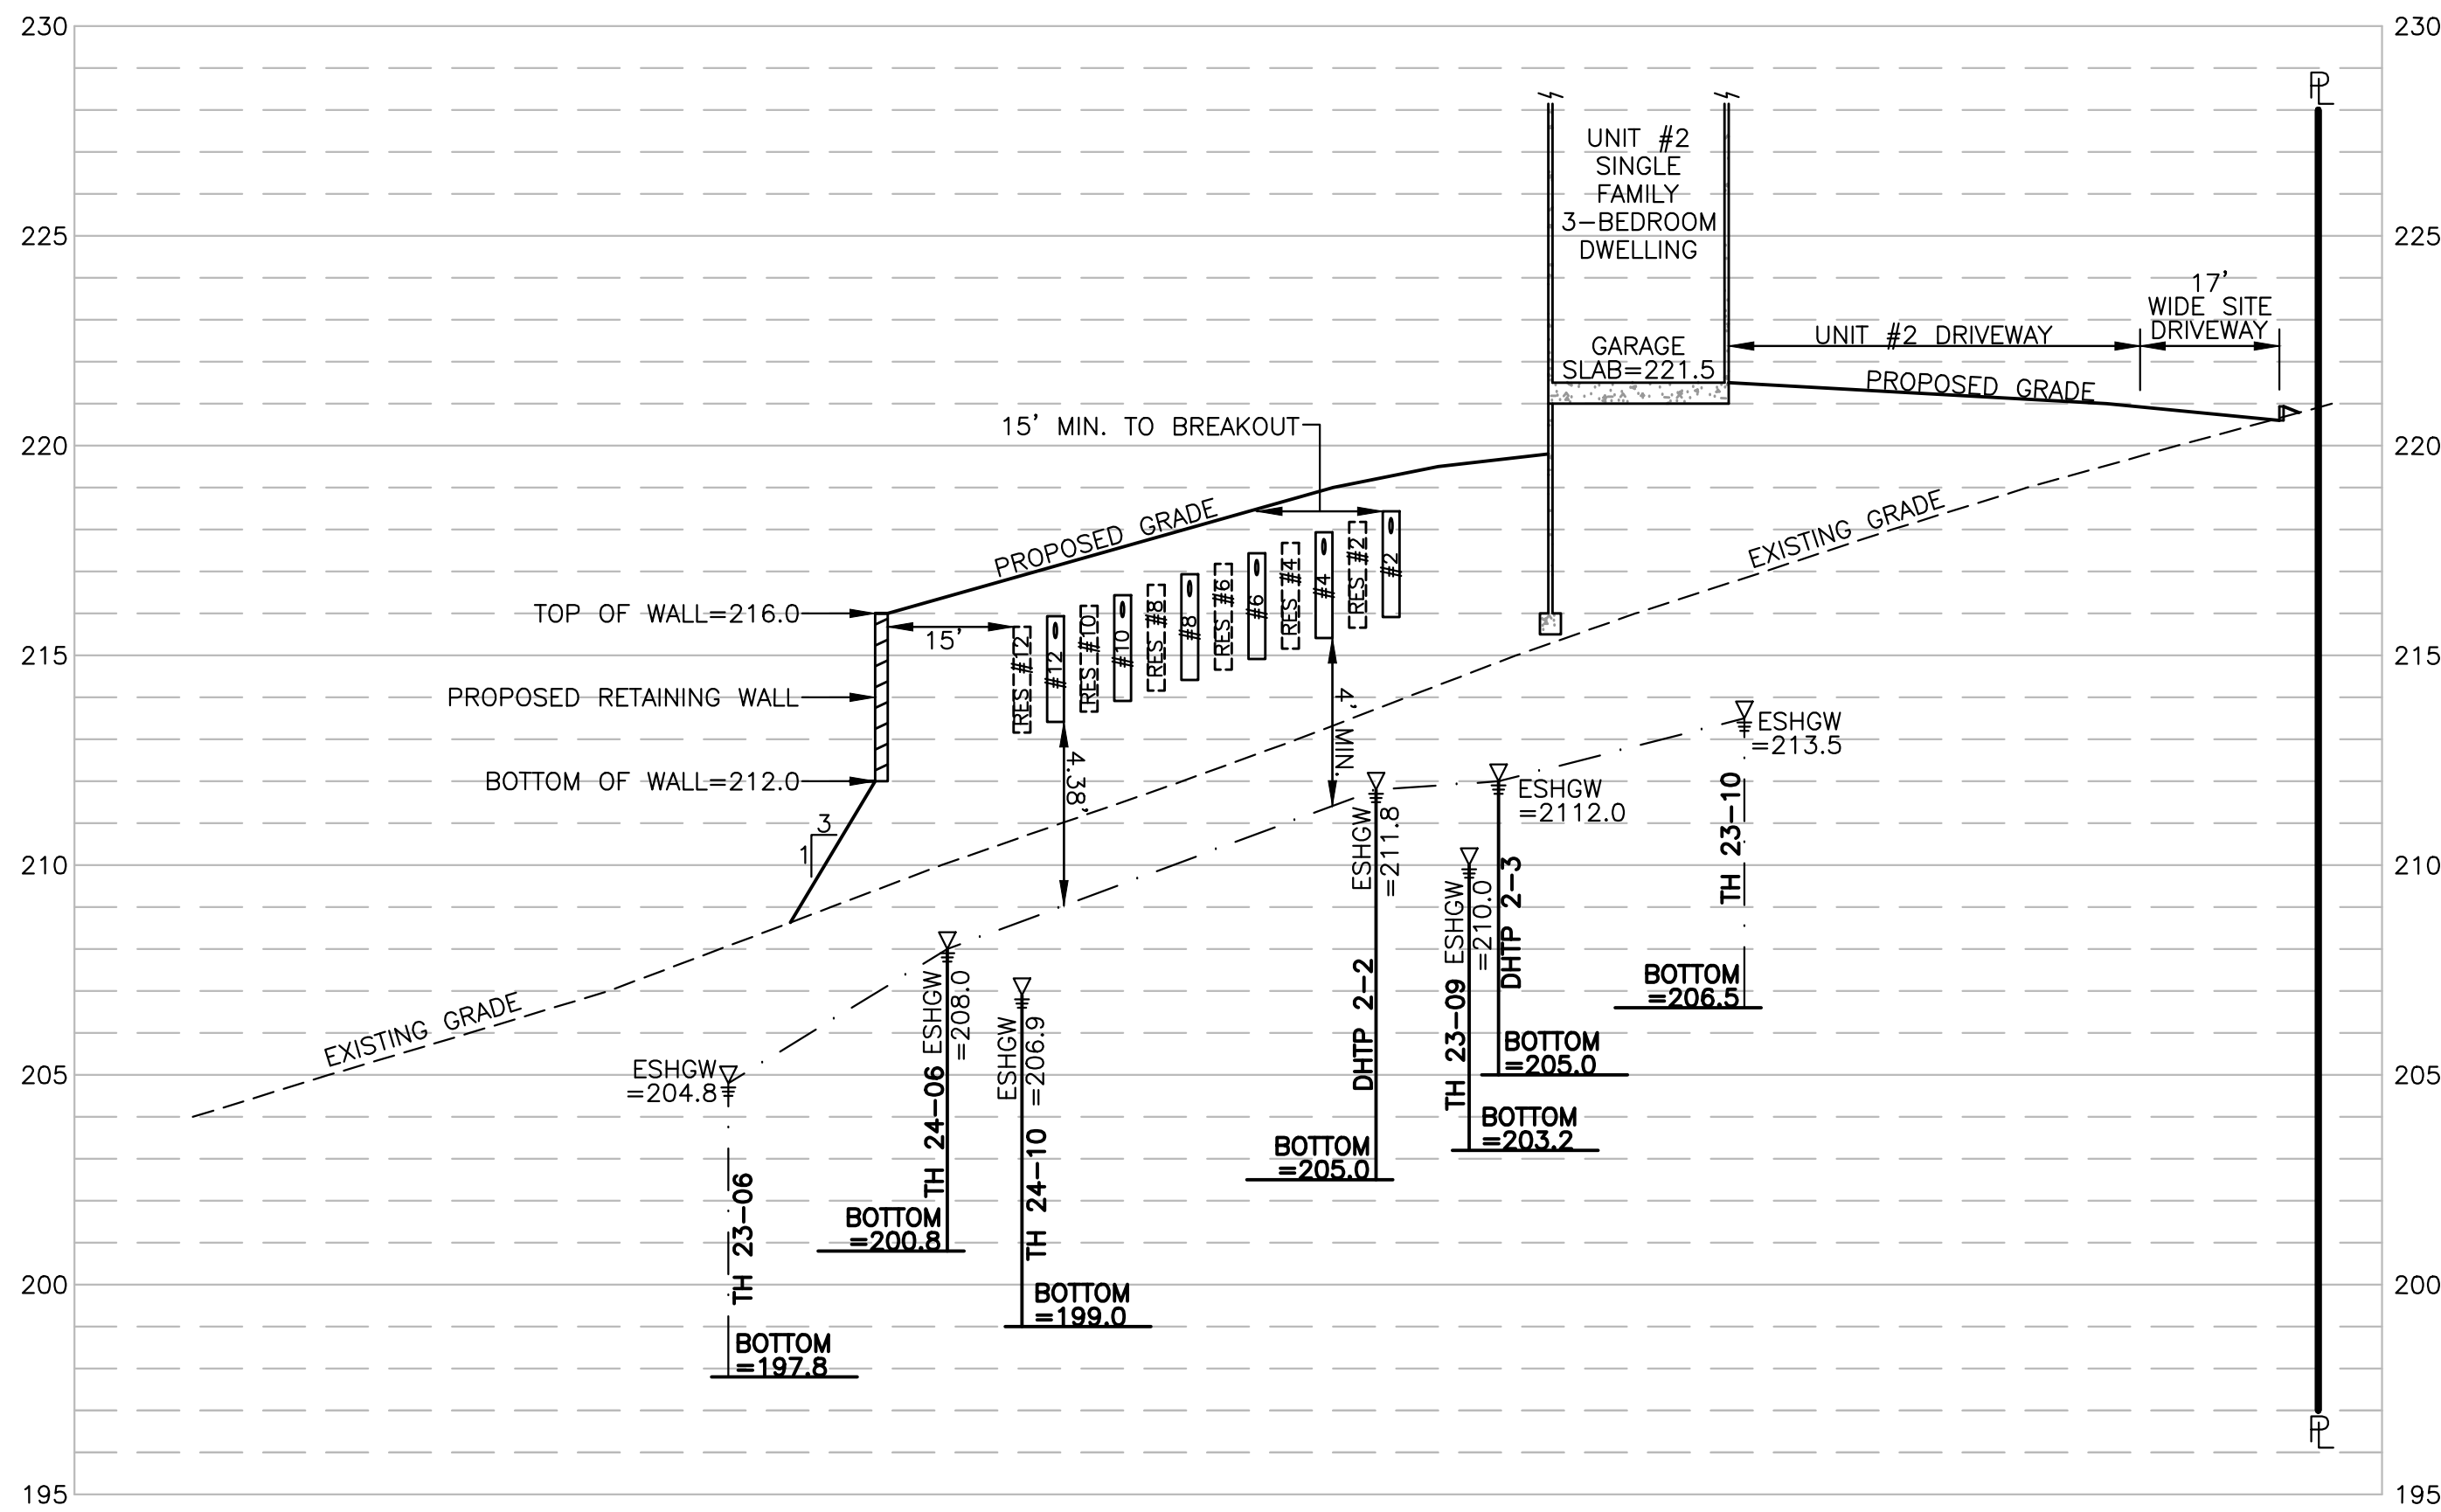 230
230
225
225
220
220
215
215
210
210
205
205
200
200
195
195
PL
UNIT #2
SINGLE
FAMILY
3-BEDROOM
DWELLING
17'
WIDE SITE
DRIVEWAY
UNIT #2 DRIVEWAY
GARAGE
SLAB=221.5
PROPOSED GRADE
15' MIN. TO BREAKOUT
PROPOSED GRADE
EXISTING GRADE
TOP OF WALL=216.0
15'
PROPOSED RETAINING WALL
BOTTOM OF WALL=212.0
3
1
RES #12
#12
RES #10
#10
RES #8
#8
RES #6
#6
RES #4
#4
RES #2
#2
4.38'
4' MIN.
ESHGW
=213.5
TH 23-10
BOTTOM
=206.5
ESHGW
=2112.0
DHTP 2-3
BOTTOM
=205.0
ESHGW
=211.8
DHTP 2-2
BOTTOM
=205.0
ESHGW
=210.0
TH 23-09
BOTTOM
=203.2
EXISTING GRADE
ESHGW
=204.8
TH 23-06
BOTTOM
=197.8
ESHGW
=208.0
TH 24-06
BOTTOM
=200.8
ESHGW
=206.9
TH 24-10
BOTTOM
=199.0
PL